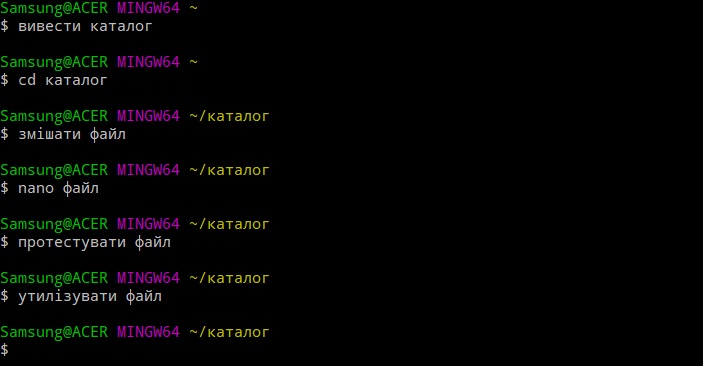 Samsung@ACER MINGW64 ~
$ вивести каталог
Samsung@ACER MINGW64 ~
$ cd каталог
Samsung@ACER MINGW64 ~/каталог
$ змішати файл
Samsung@ACER MINGW64 ~/каталог
$ nano файл
Samsung@ACER MINGW64 ~/каталог
$ протестувати файл
Samsung@ACER MINGW64 ~/каталог
$ утилізувати файл
Samsung@ACER MINGW64 ~/каталог
$